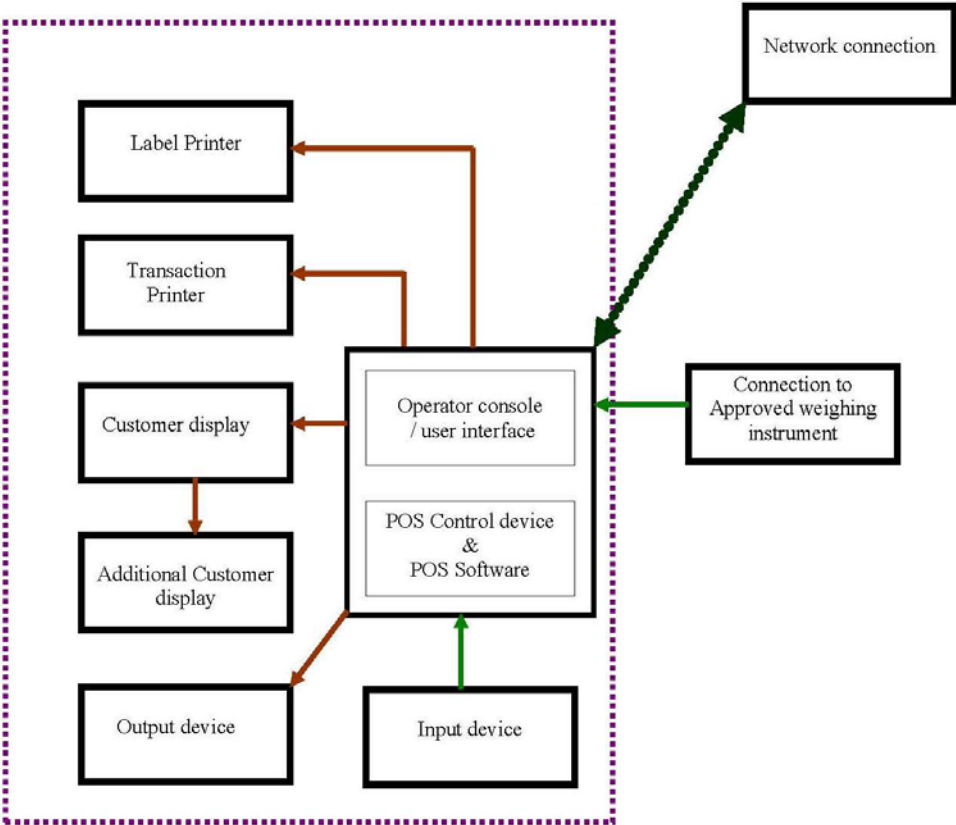 Network connection
Label Printer
Transaction
Printer
Customer display
Operator console
/ user interface
Connection to
Approved weighing
instrument
POS Control device
&
POS Software
Additional Customer
display
Output device
Input device